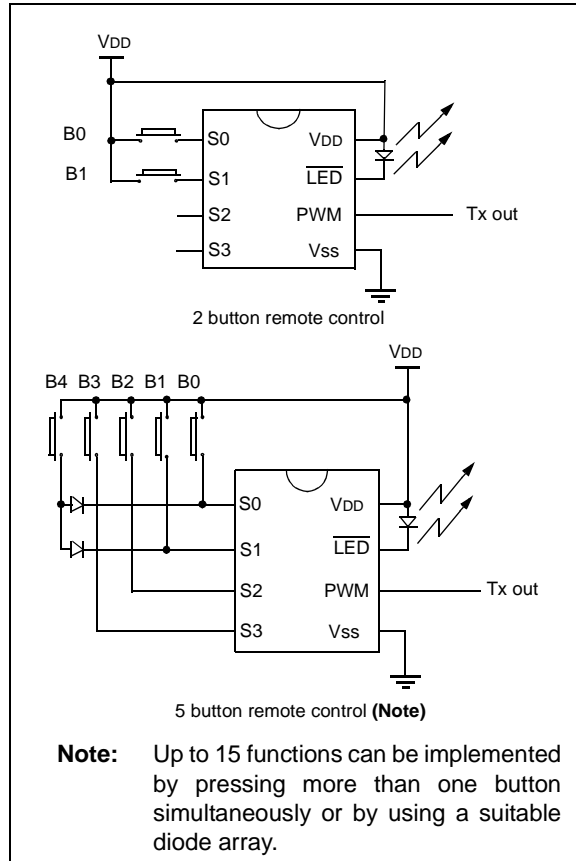 VDD
B0
B1
S0
S1
S2
S3
VDD
LED
PWM
Vss
Tx out
2 button remote control
VDD
B4 B3 B2 B1 B0
S0
S1
S2
S3
VDD
LED
PWM
Vss
Tx out
5 button remote control (Note)
Note: Up to 15 functions can be implemented
by pressing more than one button
simultaneously or by using a suitable
diode array.